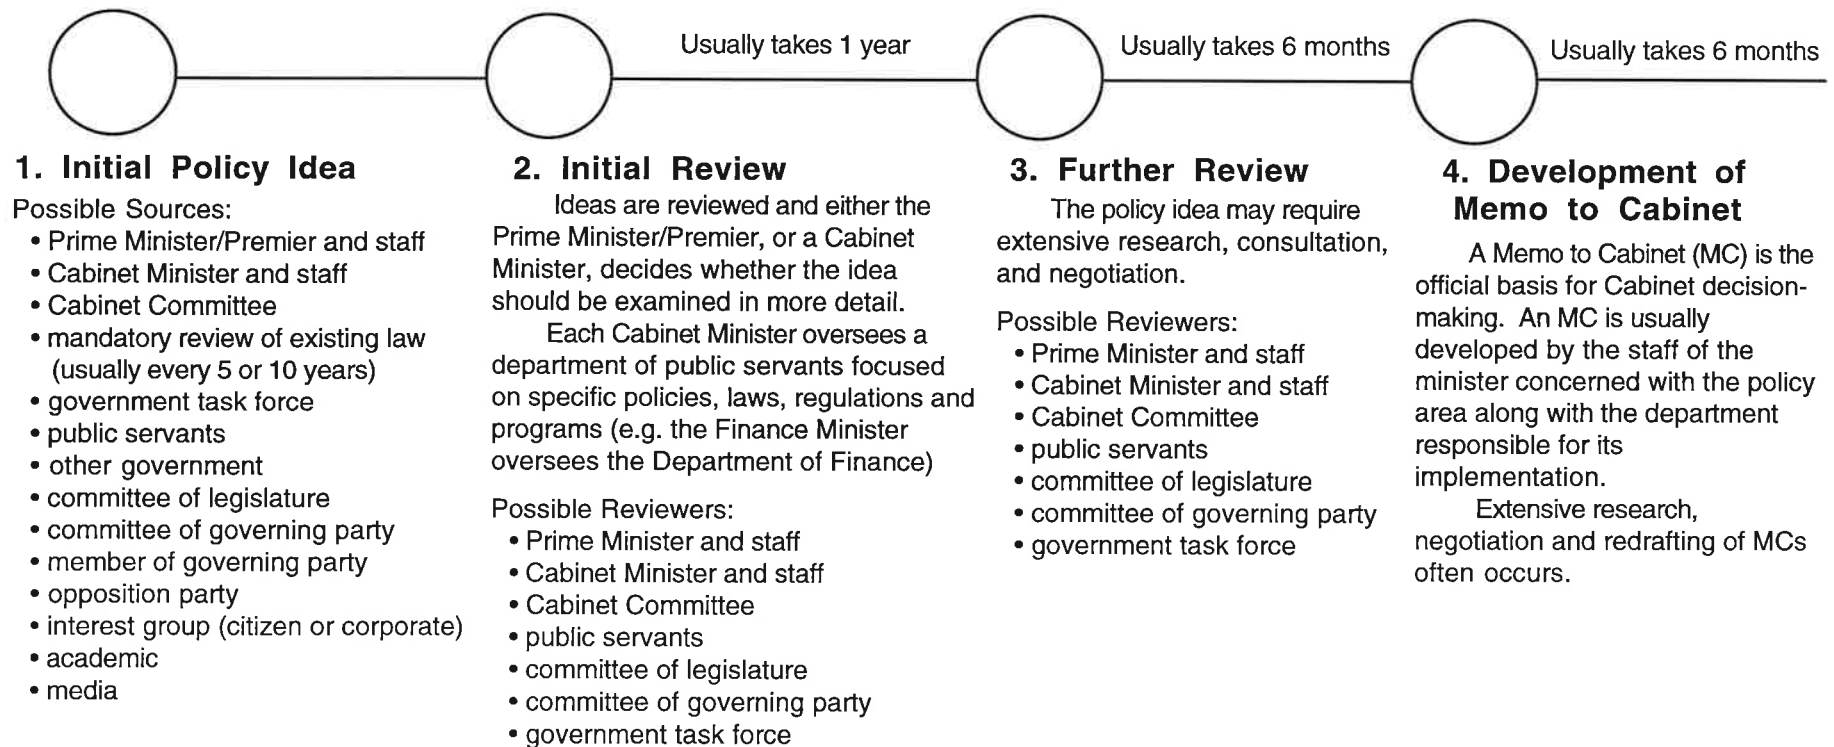 Usually takes 1 year
Usually takes 6 months
Usually takes 6 months
1. Initial Policy Idea
Possible Sources:
• Prime Minister/Premier and staff
• Cabinet Minister and staff
• Cabinet Committee
• mandatory review of existing law
(usually every 5 or 10 years)
• government task force
• public servants
• other government
• committee of legislature
• committee of governing party
• member of governing party
• opposition party
• interest group (citizen or corporate)
• academic
• media
2. Initial Review
Ideas are reviewed and either the
Prime Minister/Premier, or a Cabinet
Minister, decides whether the idea
should be examined in more detail.
Each Cabinet Minister oversees a
department of public servants focused
on specific policies, laws, regulations and
programs (e.g. the Finance Minister
oversees the Department of Finance)
Possible Reviewers:
• Prime Minister and staff
• Cabinet Minister and staff
• Cabinet Committee
• public servants
• committee of legislature
• committee of governing party
• government task force
3. Further Review
The policy idea may require
extensive research, consultation,
and negotiation.
Possible Reviewers:
• Prime Minister and staff
• Cabinet Minister and staff
• Cabinet Committee
• public servants
• committee of legislature
• committee of governing party
• government task force
4. Development of
Memo to Cabinet
A Memo to Cabinet (MC) is the
official basis for Cabinet decision-
making. An MC is usually
developed by the staff of the
minister concerned with the policy
area along with the department
responsible for its
implementation.
Extensive research,
negotiation and redrafting of MCs
often occurs.